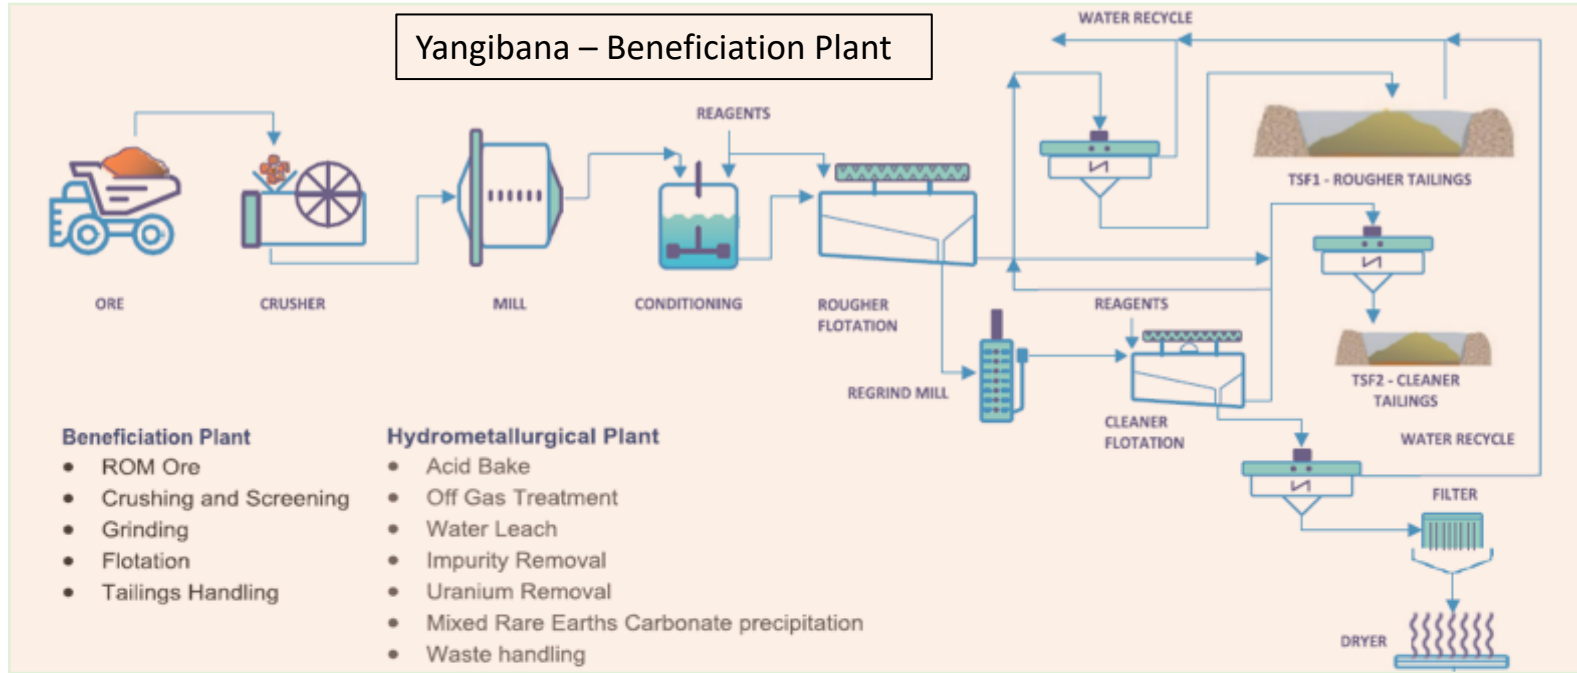 Yangibana – Beneficiation Plant
WATER RECYCLE
REAGENTS
TSF1 - ROUGHER TAILINGS
ORE
CRUSHER
MILL
CONDITIONING
ROUGHER
FLOTATION
REAGENTS
REGRIND MILL
TSF2 - CLEANER
TAILINGS
CLEANER
FLOTATION
WATER RECYCLE
FILTER
DRYER
Beneficiation Plant
• ROM Ore
• Crushing and Screening
• Grinding
• Flotation
• Tailings Handling
Hydrometallurgical Plant
• Acid Bake
• Off Gas Treatment
• Water Leach
• Impurity Removal
• Uranium Removal
• Mixed Rare Earths Carbonate precipitation
• Waste handling